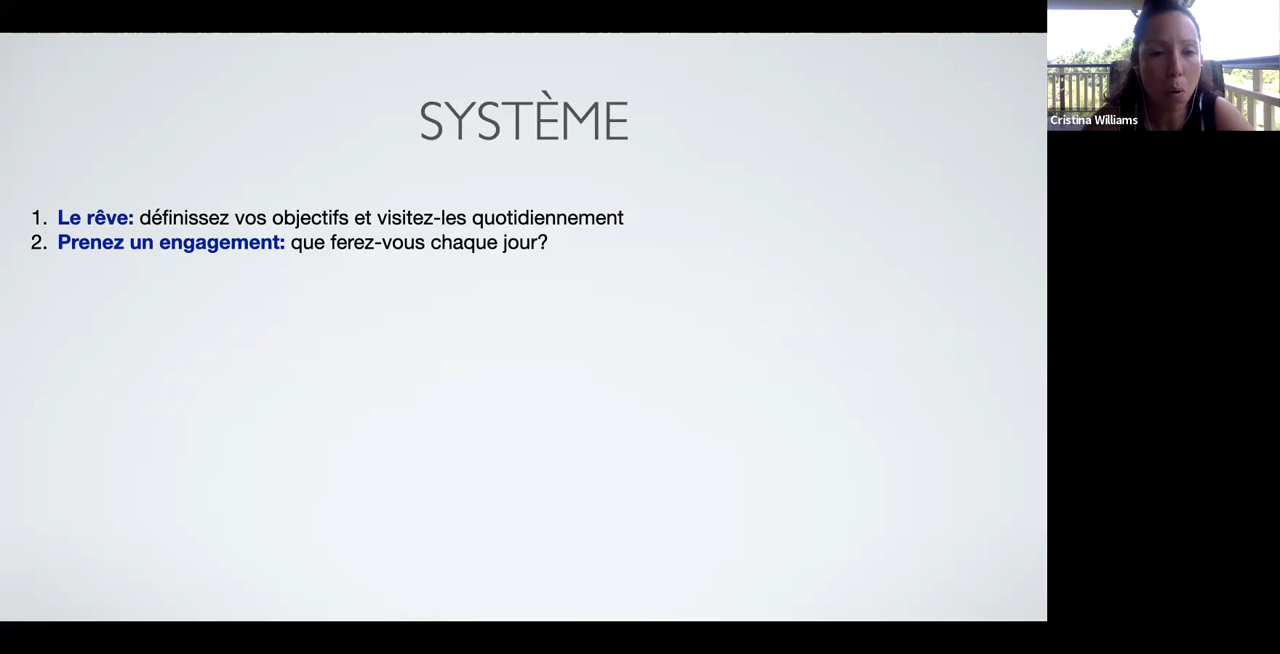 SYSTÈME
1. Le rêve: définissez vos objectifs et visitez-les quotidiennement
2. Prenez un engagement: que ferez-vous chaque jour?
Cristina Williams